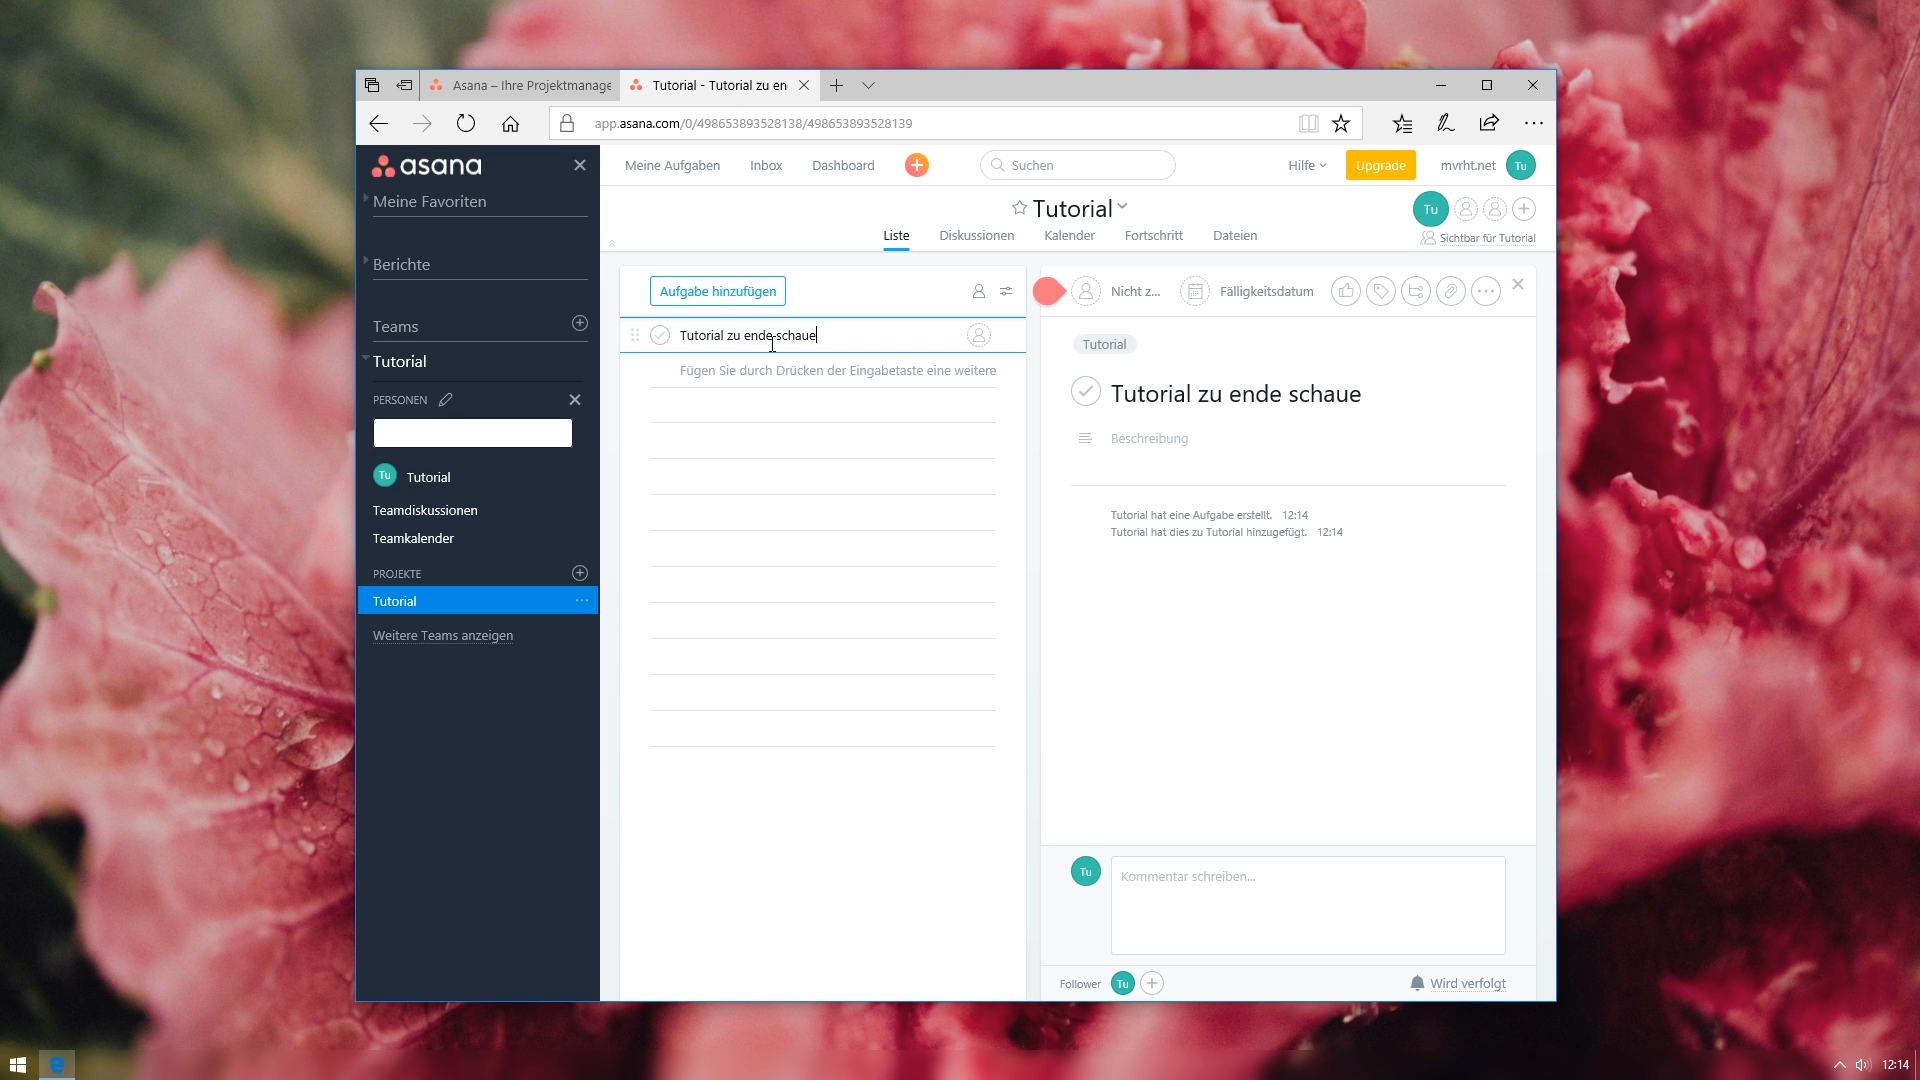 Asana – Ihre Projektmanage
Tutorial - Tutorial zu en
app.asana.com/0/498653893528138/498653893528139
asana
Meine Aufgaben
Inbox
Dashboard
Suchen
Hilfe
Upgrade
mvrht.net
Tu
Meine Favoriten
Tutorial
Tu
Liste
Diskussionen
Kalender
Fortschritt
Dateien
Sichtbar für Tutorial
Berichte
Teams
Tutorial
PERSONEN
Tu
Tutorial
Teamdiskussionen
Teamkalender
PROJEKTE
Tutorial
Weitere Teams anzeigen
Aufgabe hinzufügen
Tutorial zu ende schaue
Fügen Sie durch Drücken der Eingabetaste eine weitere
Nicht z...
Fälligkeitsdatum
Tutorial
Tutorial zu ende schaue
Beschreibung
Tutorial hat eine Aufgabe erstellt. 12:14
Tutorial hat dies zu Tutorial hinzugefügt. 12:14
Tu
Kommentar schreiben...
Follower
Tu
Wird verfolgt
12:14